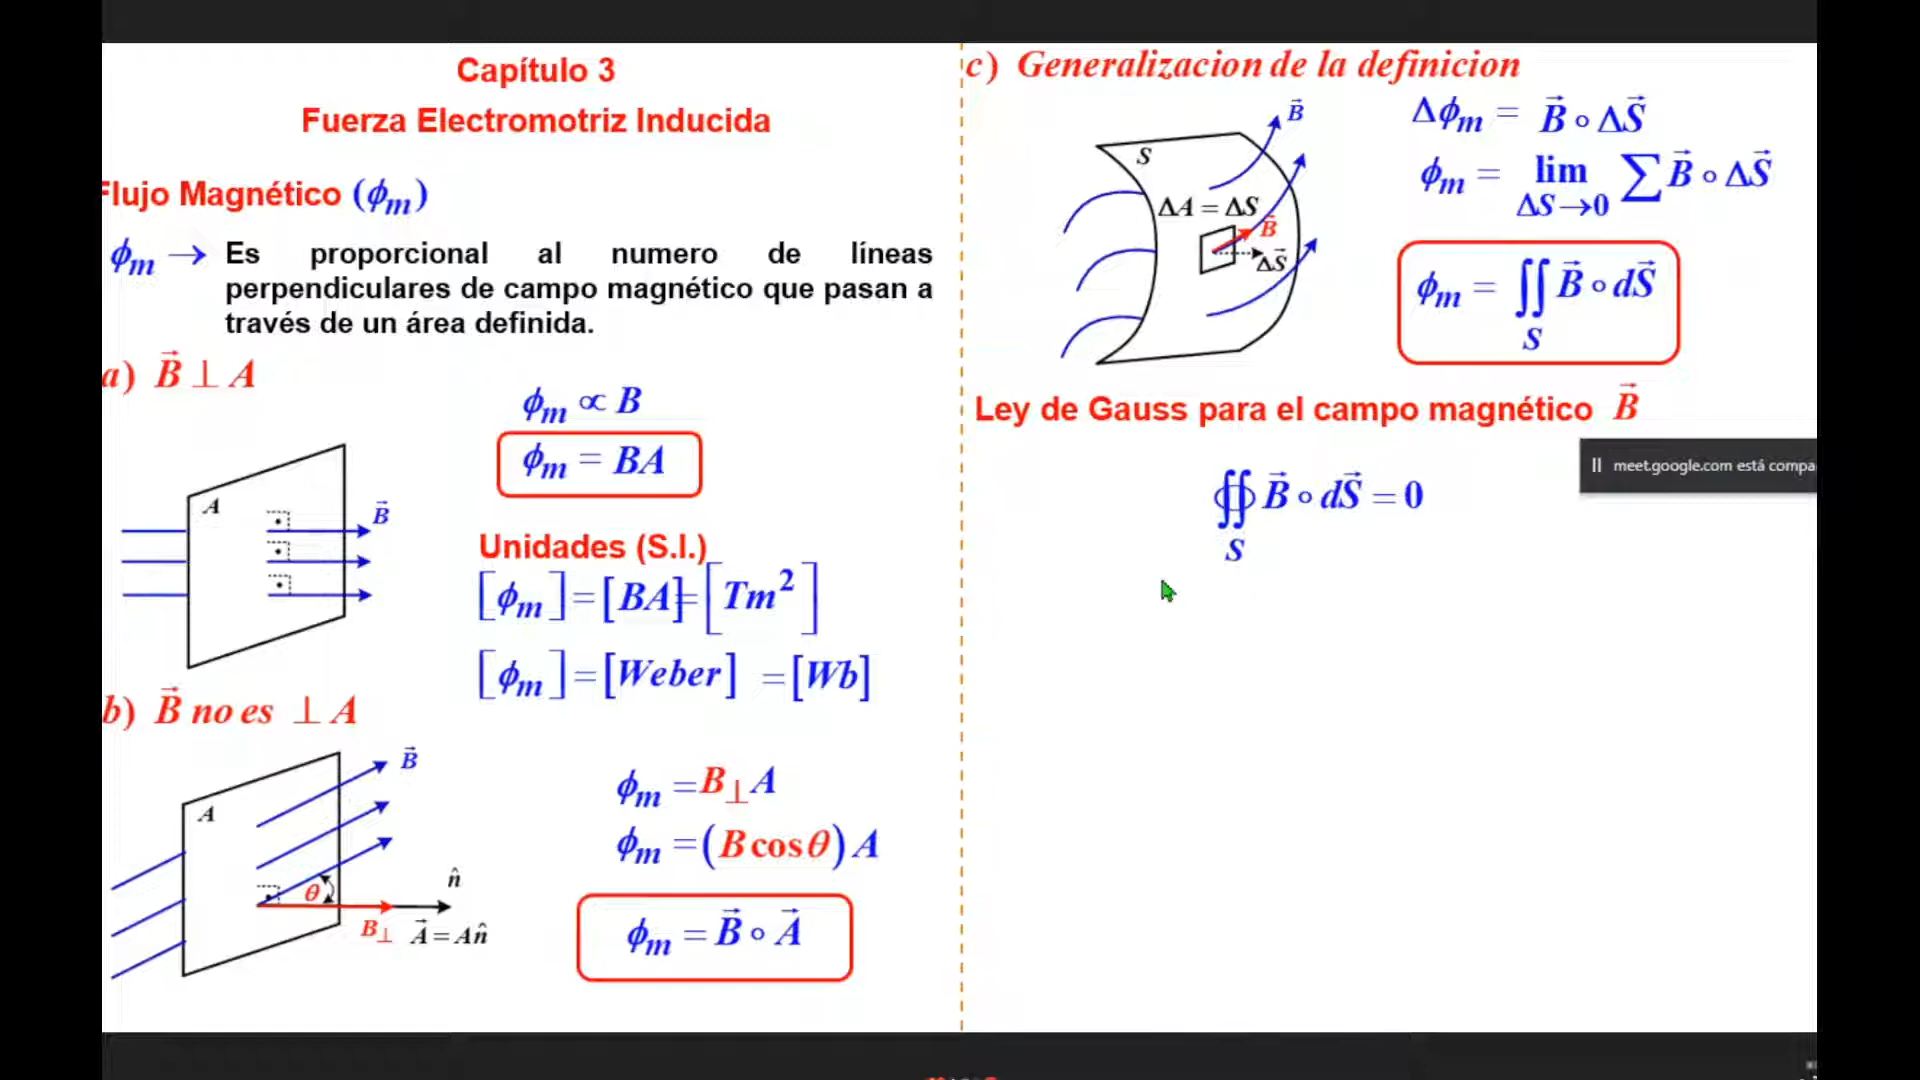 Capítulo 3
Fuerza Electromotriz Inducida
Flujo Magnético (ϕm)
ϕm → Es proporcional al numero de líneas
perpendiculares de campo magnético que pasan a
través de un área definida.
a) B⃗ ⊥ A
ϕm ∝ B
ϕm = BA
A
B⃗
Unidades (S.I.)
[ϕm] = [BA] = [Tm²]
[ϕm] = [Weber] = [Wb]
b) B⃗ no es ⊥ A
B⃗
A
θ
n̂
B⊥ A⃗ = An̂
ϕm = B⊥A
ϕm = (B cos θ) A
ϕm = B⃗ ∘ A⃗
c) Generalizacion de la definicion
B⃗
S
ΔA = ΔS
B⃗
ΔS⃗
Δϕm = B⃗ ∘ ΔS⃗
ϕm = lim ∑ B⃗ ∘ ΔS⃗
ΔS→0
ϕm = ∬ B⃗ ∘ dS⃗
S
Ley de Gauss para el campo magnético B⃗
meet.google.com está compa
∯ B⃗ ∘ dS⃗ = 0
S